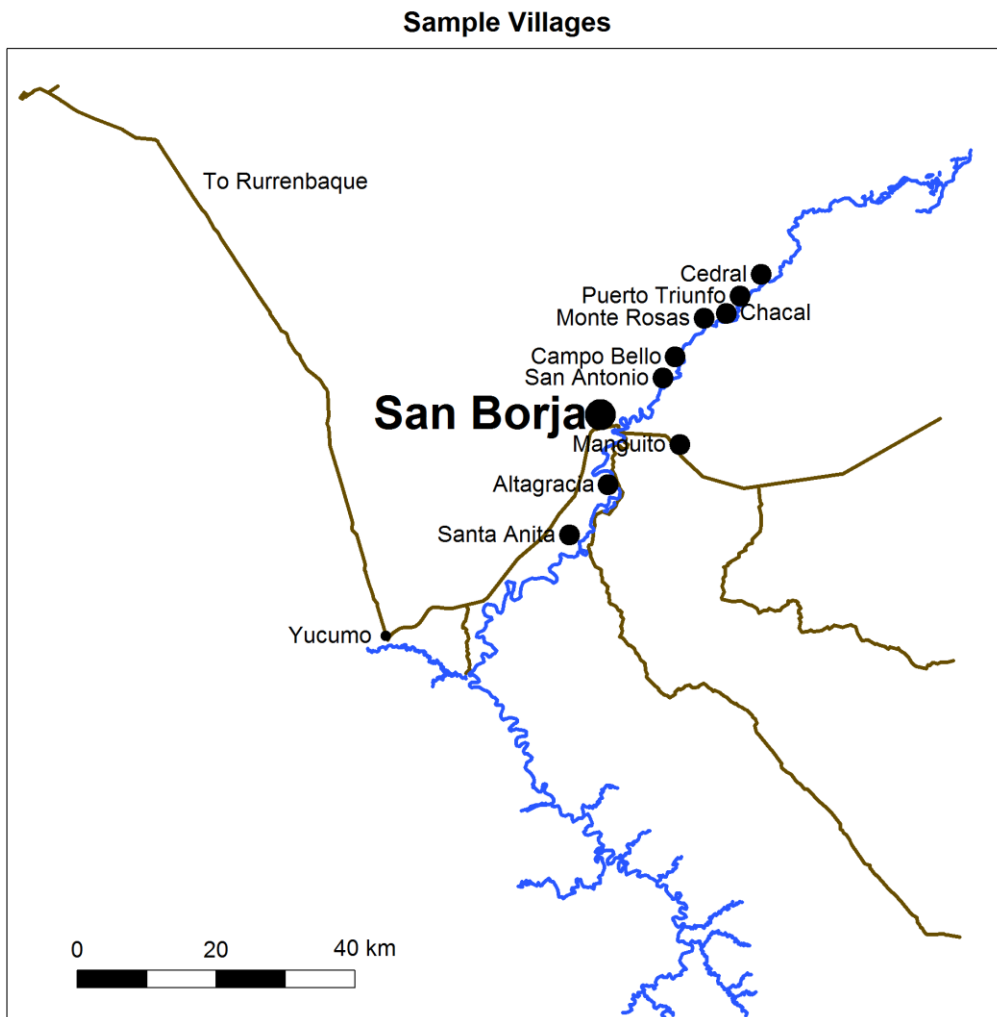 Sample Villages
To Rurrenbaque
Cedral
Puerto Triunfo
Chacal
Monte Rosas
Campo Bello
San Antonio
San Borja
Manguito
Altagracia
Santa Anita
Yucumo
0 20 40 km